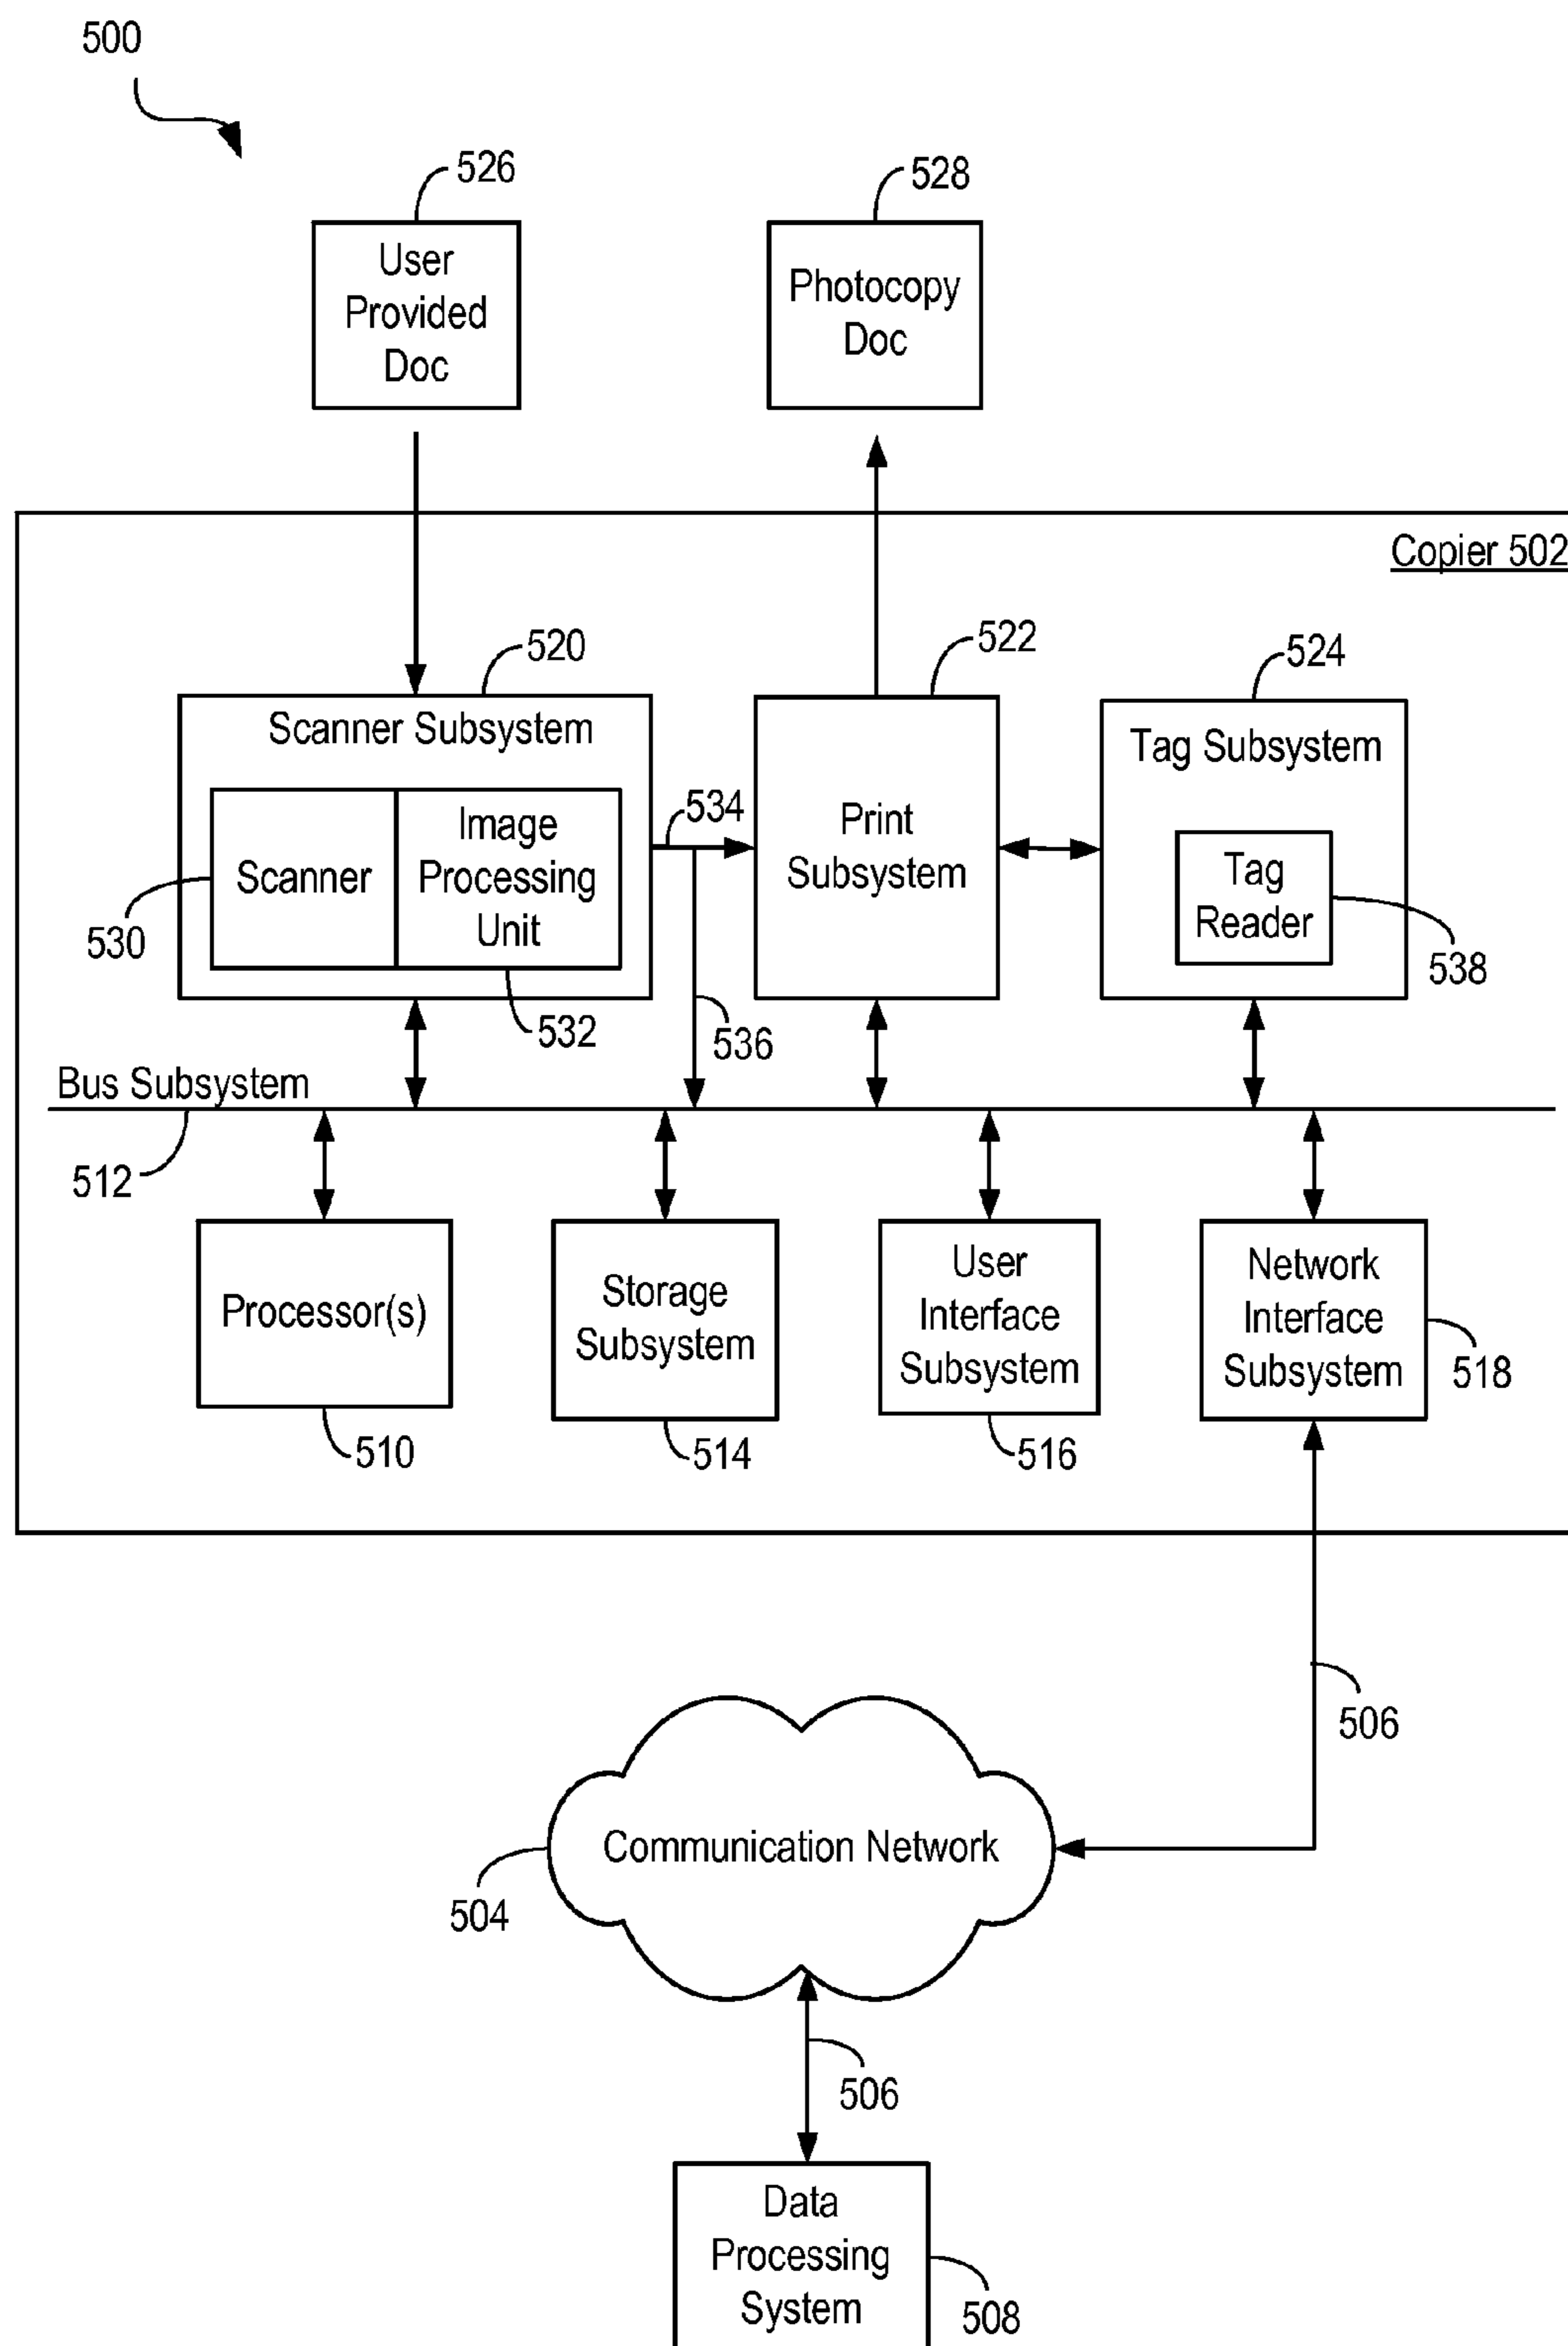 500
526
528
User
Provided
Doc
Photocopy
Doc
Copier 502
520
522
524
Scanner Subsystem
Scanner
Image
Processing
Unit
530
532
534
536
Print
Subsystem
Tag Subsystem
Tag
Reader
538
Bus Subsystem
512
Processor(s)
510
Storage
Subsystem
514
User
Interface
Subsystem
516
Network
Interface
Subsystem
518
506
Communication Network
504
506
Data
Processing
System
508